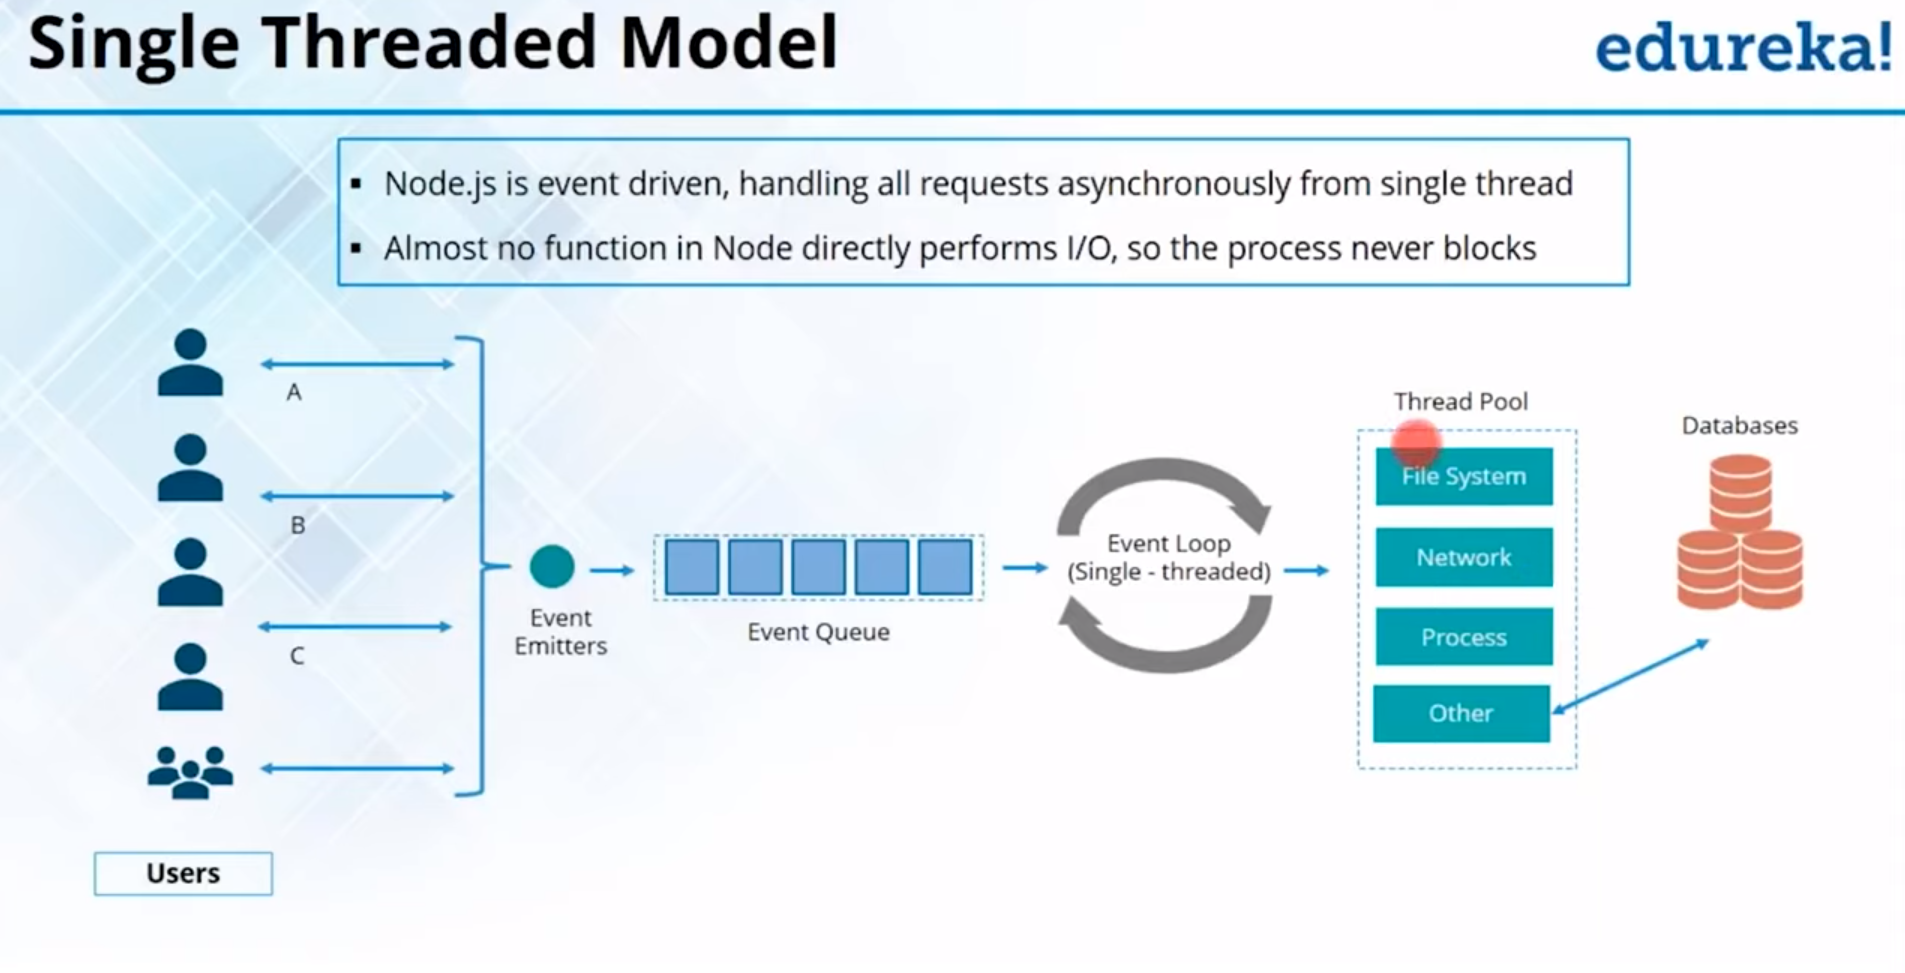 Single Threaded Model
edureka!
▪ Node.js is event driven, handling all requests asynchronously from single thread
▪ Almost no function in Node directly performs I/O, so the process never blocks
A
B
C
Users
Event
Emitters
Event Queue
Event Loop
(Single - threaded)
Thread Pool
File System
Network
Process
Other
Databases